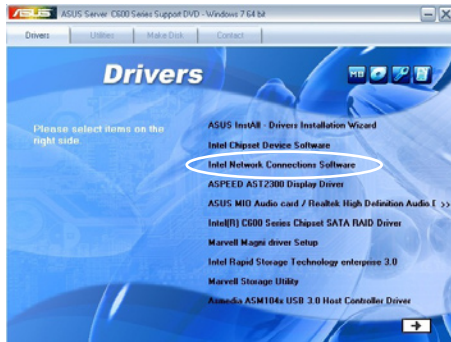 ASUS ASUS Server C600 Series Support DVD - Windows 7 64 bit
Drivers Utilities Make Disk Contact
Drivers
MB
Please select items on the
right side.
ASUS InstAll - Drivers Installation Wizard
Intel Chipset Device Software
Intel Network Connections Software
ASPEED AST2300 Display Driver
ASUS MIO Audio card / Realtek High Definition Audio D >>
Intel(R) C600 Series Chipset SATA RAID Driver
Marvell Magni driver Setup
Intel Rapid Storage Technology enterprise 3.0
Marvell Storage Utility
Asmedia ASM104x USB 3.0 Host Controller Driver